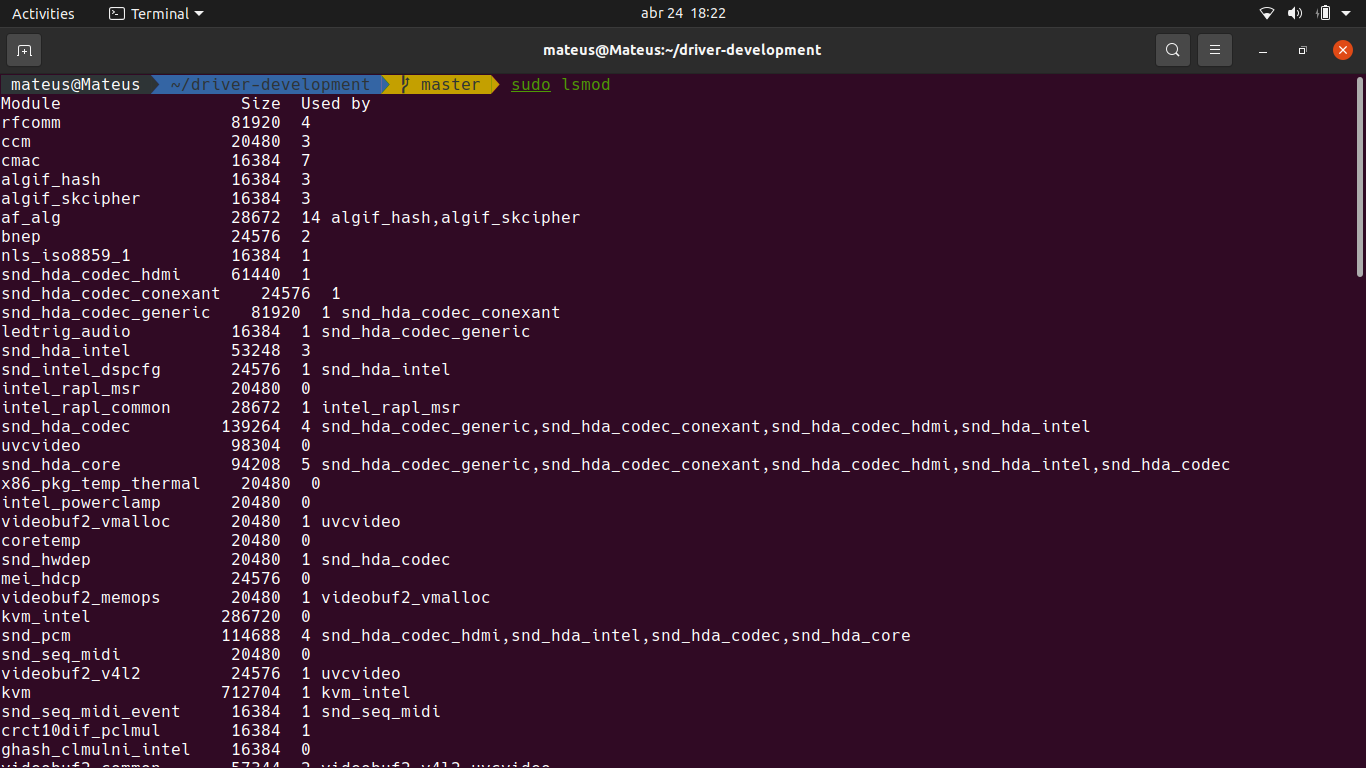 Activities Terminal abr 24 18:22
mateus@Mateus:~/driver-development
mateus@Mateus ~/driver-development master sudo lsmod
Module Size Used by
rfcomm 81920 4
ccm 20480 3
cmac 16384 7
algif_hash 16384 3
algif_skcipher 16384 3
af_alg 28672 14 algif_hash,algif_skcipher
bnep 24576 2
nls_iso8859_1 16384 1
snd_hda_codec_hdmi 61440 1
snd_hda_codec_conexant 24576 1
snd_hda_codec_generic 81920 1 snd_hda_codec_conexant
ledtrig_audio 16384 1 snd_hda_codec_generic
snd_hda_intel 53248 3
snd_intel_dspcfg 24576 1 snd_hda_intel
intel_rapl_msr 20480 0
intel_rapl_common 28672 1 intel_rapl_msr
snd_hda_codec 139264 4 snd_hda_codec_generic,snd_hda_codec_conexant,snd_hda_codec_hdmi,snd_hda_intel
uvcvideo 98304 0
snd_hda_core 94208 5 snd_hda_codec_generic,snd_hda_codec_conexant,snd_hda_codec_hdmi,snd_hda_intel,snd_hda_codec
x86_pkg_temp_thermal 20480 0
intel_powerclamp 20480 0
videobuf2_vmalloc 20480 1 uvcvideo
coretemp 20480 0
snd_hwdep 20480 1 snd_hda_codec
mei_hdcp 24576 0
videobuf2_memops 20480 1 videobuf2_vmalloc
kvm_intel 286720 0
snd_pcm 114688 4 snd_hda_codec_hdmi,snd_hda_intel,snd_hda_codec,snd_hda_core
snd_seq_midi 20480 0
videobuf2_v4l2 24576 1 uvcvideo
kvm 712704 1 kvm_intel
snd_seq_midi_event 16384 1 snd_seq_midi
crct10dif_pclmul 16384 1
ghash_clmulni_intel 16384 0
videobuf2_common 57344 2 videobuf2_v4l2,uvcvideo